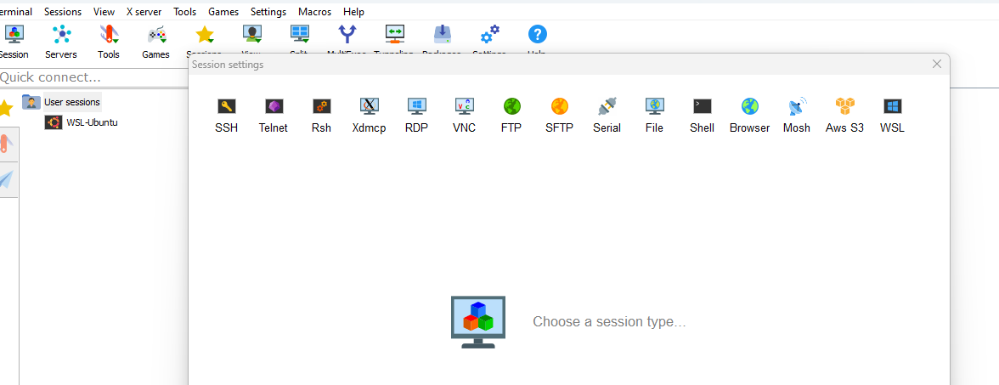 erminal Sessions View X server Tools Games Settings Macros Help
Session Servers Tools Games Sessions View Split MultiExec Tunneling Packages Settings Help
Session settings
Quick connect...
User sessions
WSL-Ubuntu
SSH Telnet Rsh Xdmcp RDP VNC FTP SFTP Serial File Shell Browser Mosh Aws S3 WSL
Choose a session type...